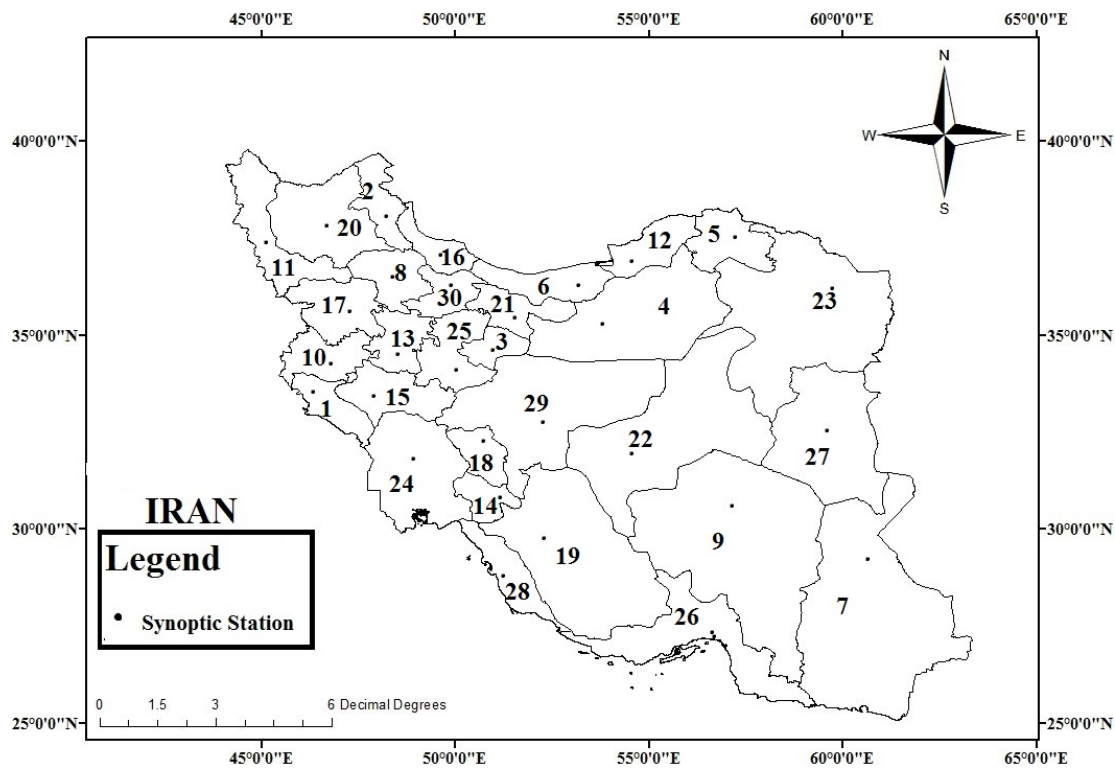 45°0'0"E 50°0'0"E 55°0'0"E 60°0'0"E 65°0'0"E
N
W E
S
40°0'0"N 40°0'0"N
2
20
16
12
5
11
8
6
30
21
4
23
17
13
25
3
35°0'0"N 35°0'0"N
10
15
1
29
22
27
18
24
14
30°0'0"N 30°0'0"N
IRAN
9
19
Legend
28
7
26
Synoptic Station
0 1.5 3 6 Decimal Degrees
25°0'0"N 25°0'0"N
45°0'0"E 50°0'0"E 55°0'0"E 60°0'0"E 65°0'0"E